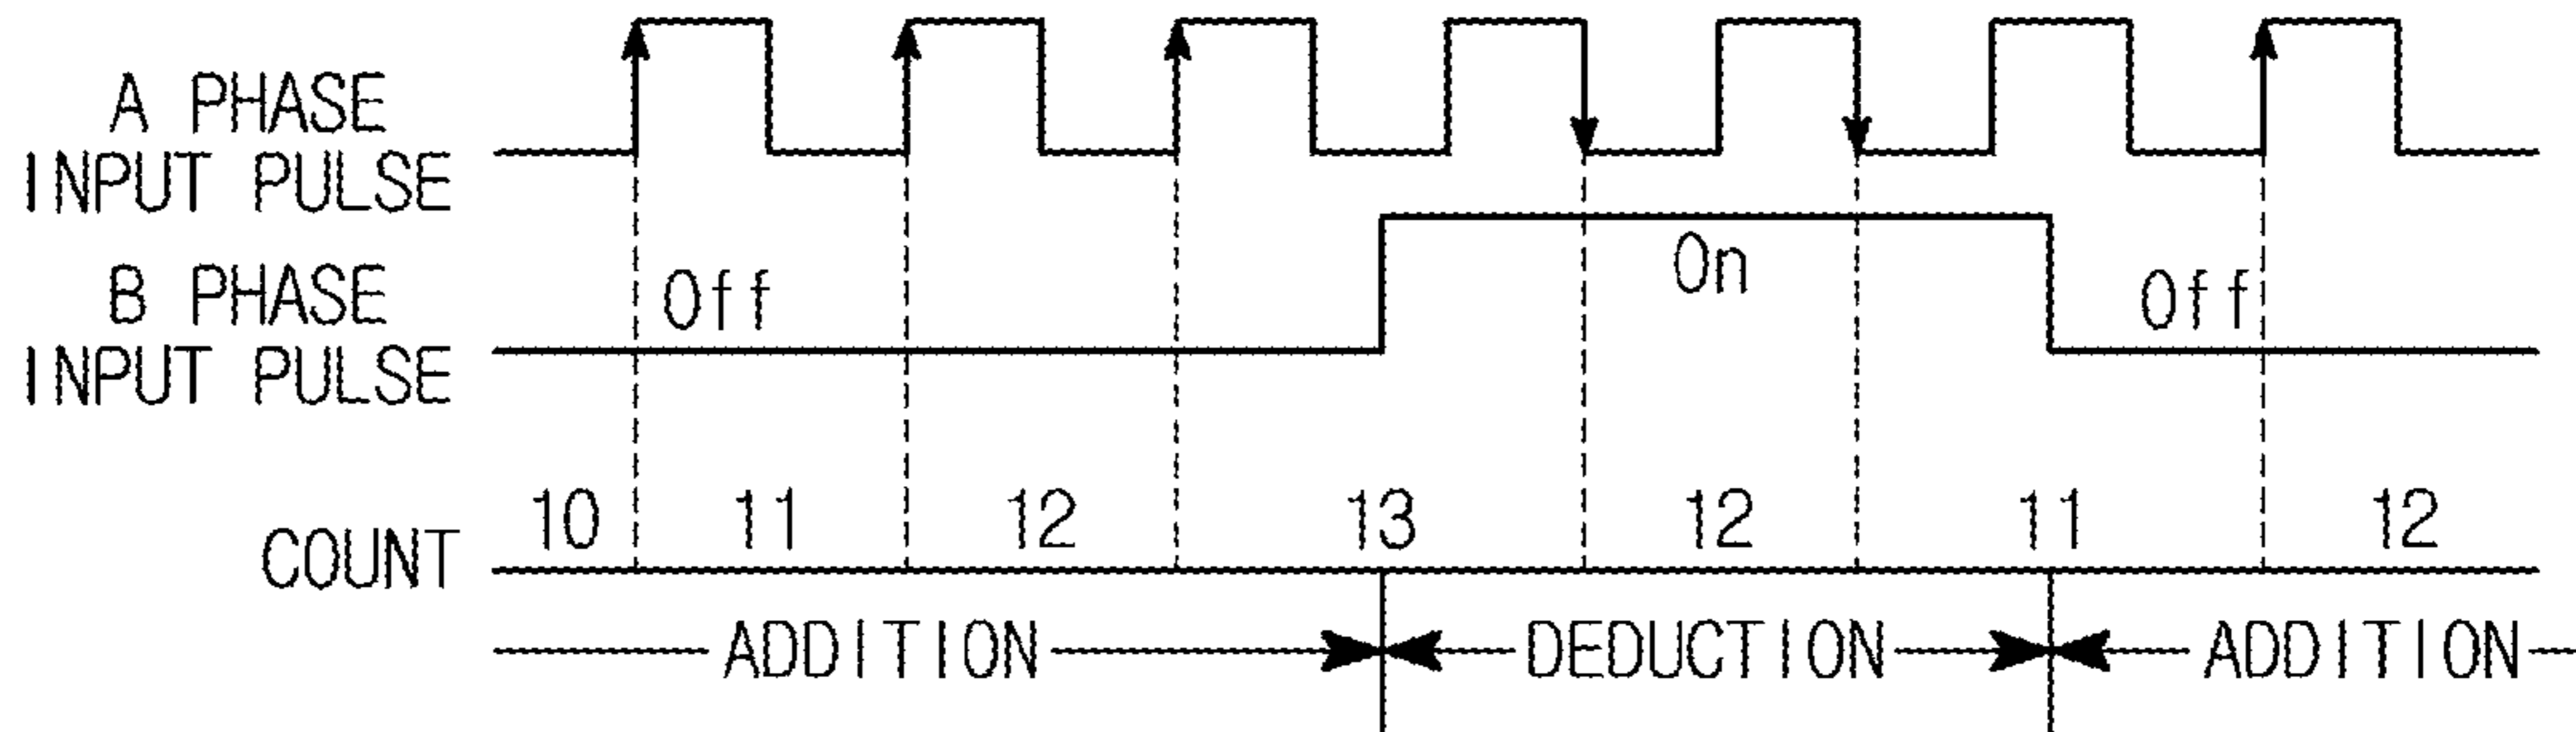 A PHASE
INPUT PULSE
Off
On
Off
B PHASE
INPUT PULSE
10 11 12 13 12 11 12
COUNT
ADDITION DEDUCTION ADDITION